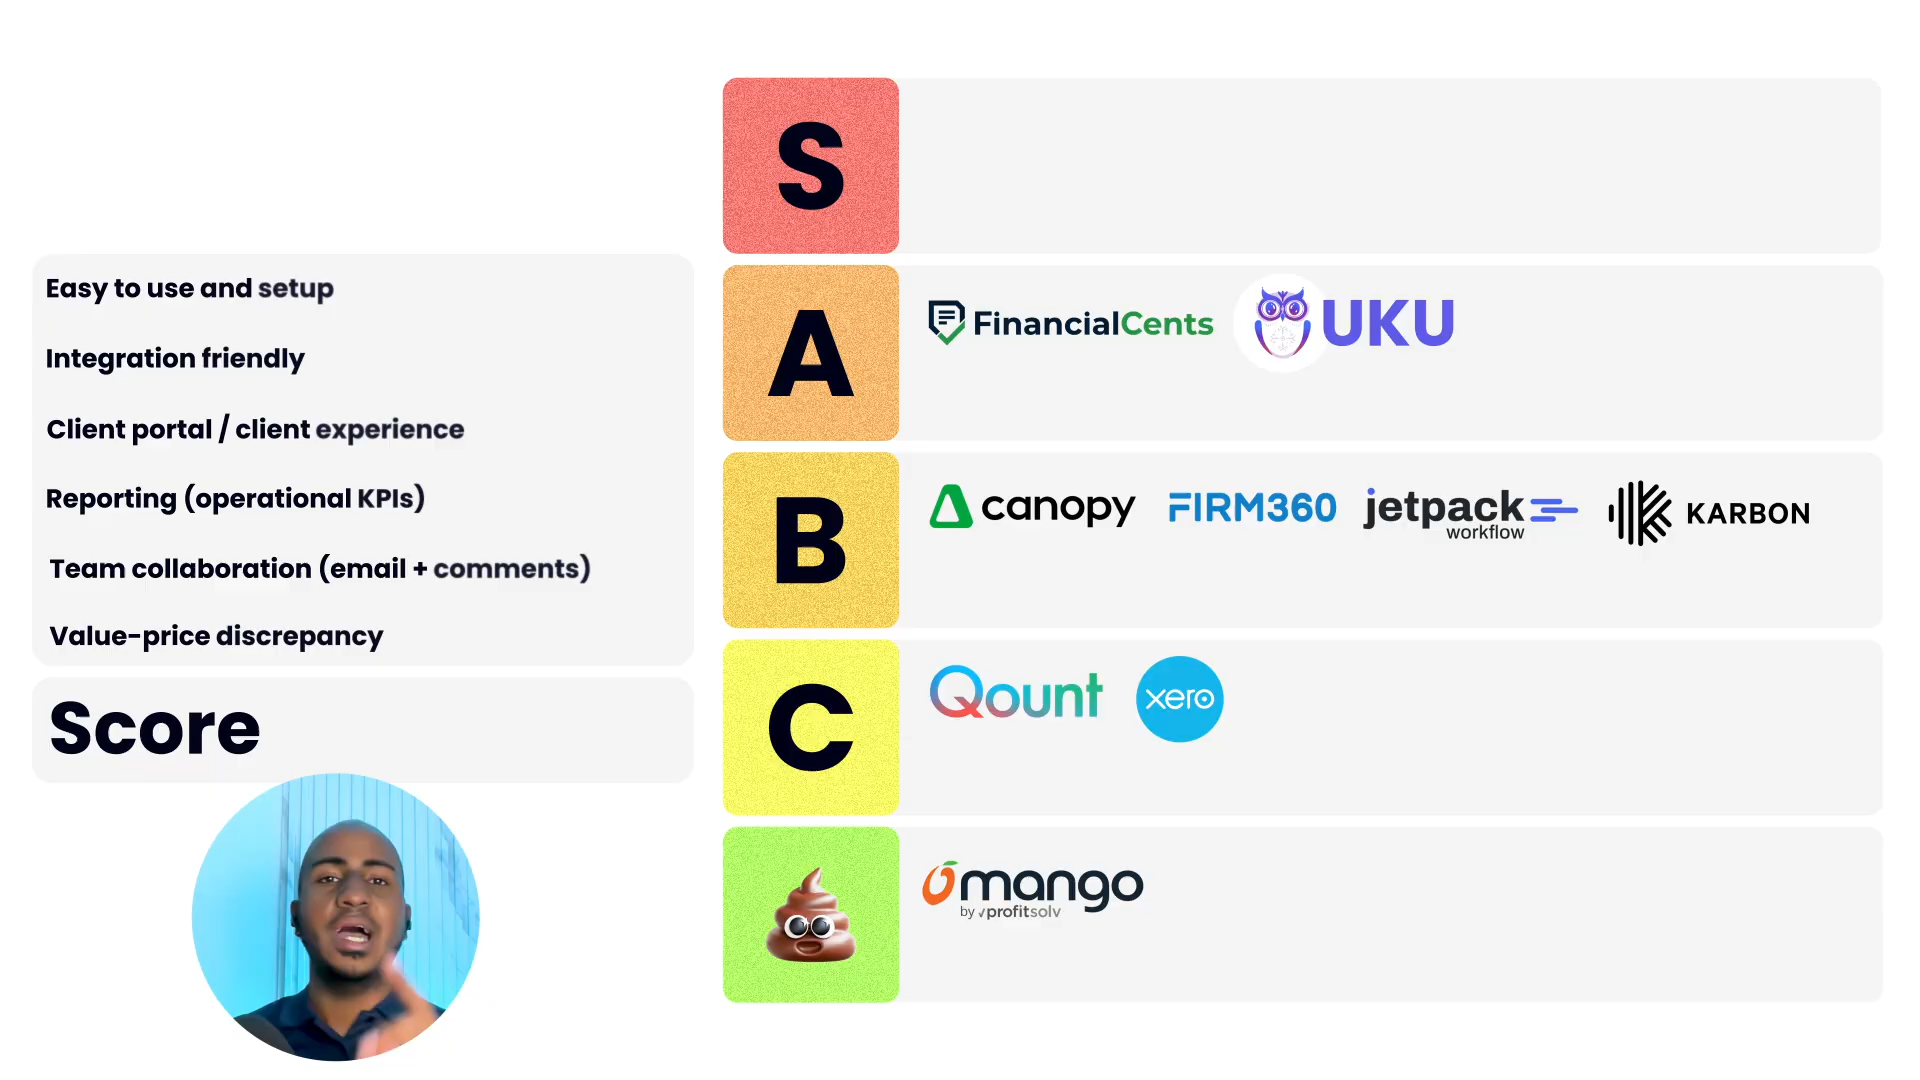 Easy to use and setup
Integration friendly
Client portal / client experience
Reporting (operational KPIs)
Team collaboration (email + comments)
Value-price discrepancy
Score
S
A
FinancialCents UKU
B
canopy FIRM360 jetpack workflow KARBON
C
Qount xero
mango
by profitsolv